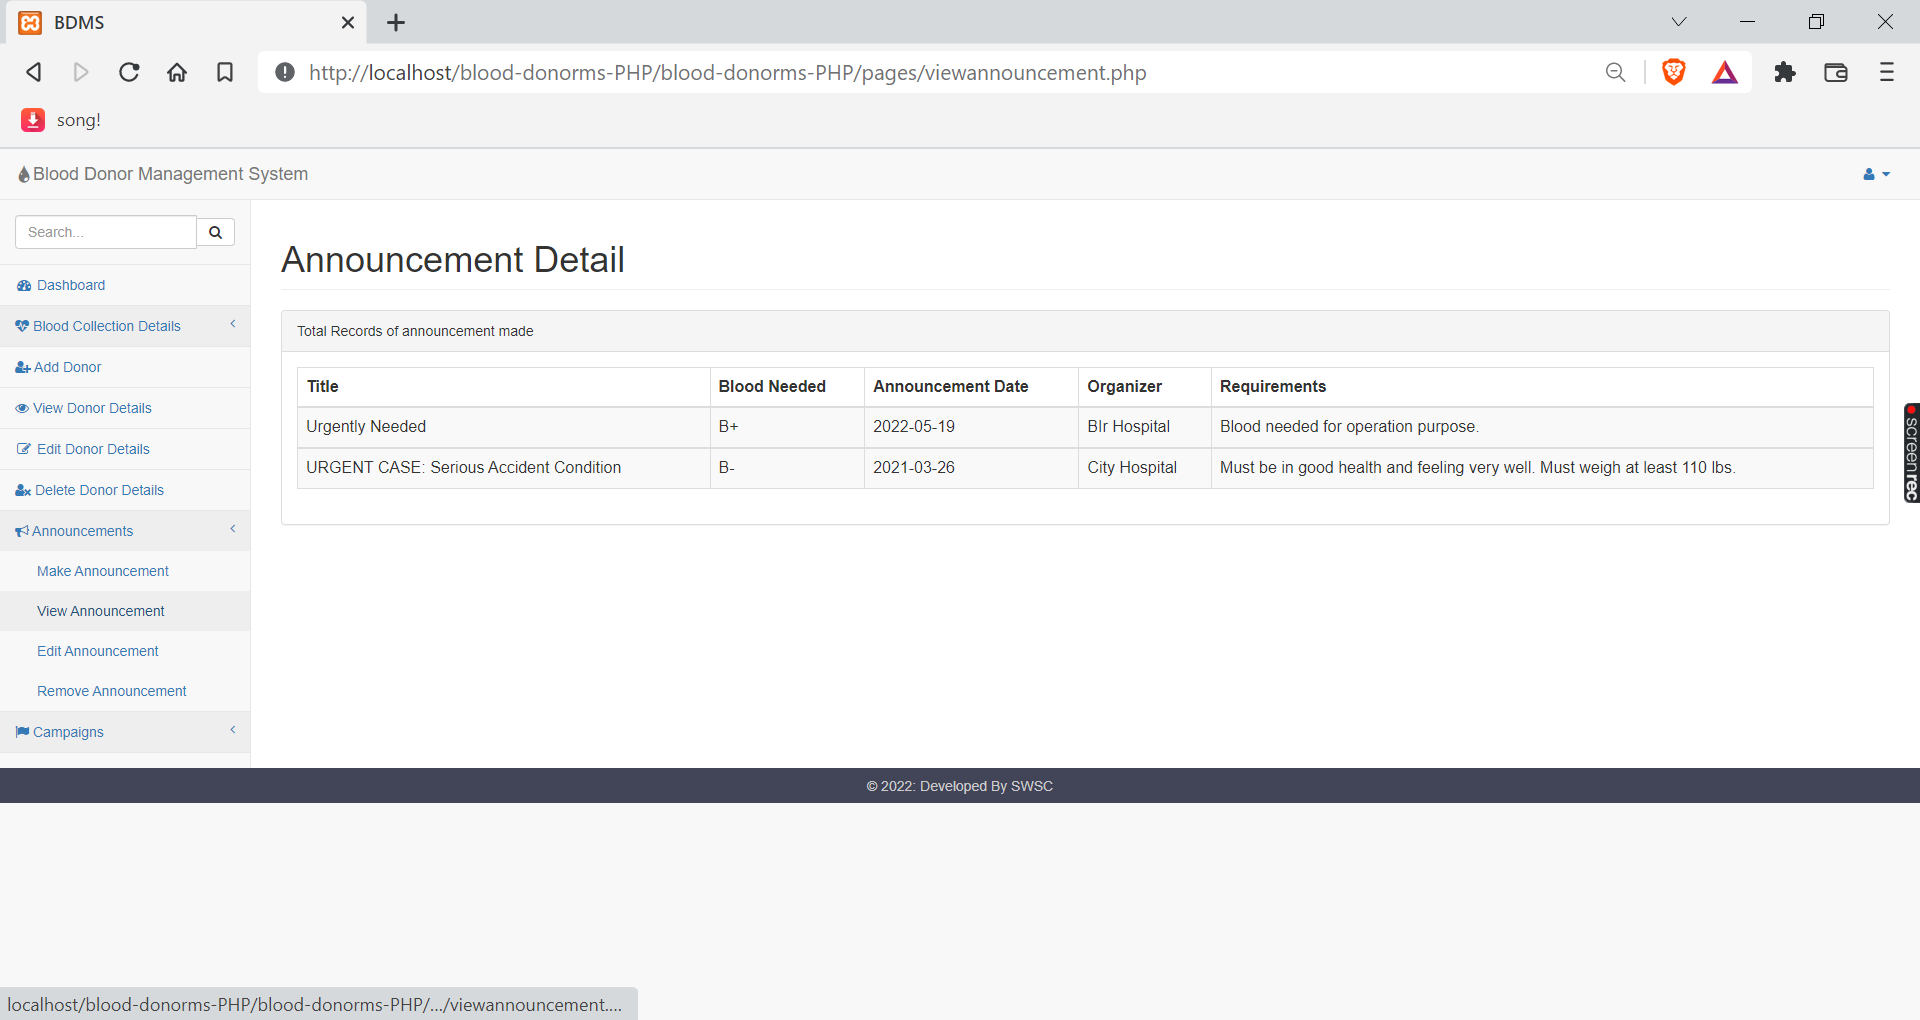 BDMS
http://localhost/blood-donorms-PHP/blood-donorms-PHP/pages/viewannouncement.php
song!
Blood Donor Management System
Search...
Dashboard
Blood Collection Details
Add Donor
View Donor Details
Edit Donor Details
Delete Donor Details
Announcements
Make Announcement
View Announcement
Edit Announcement
Remove Announcement
Campaigns
Announcement Detail
Total Records of announcement made
Title Blood Needed Announcement Date Organizer Requirements
Urgently Needed B+ 2022-05-19 BIr Hospital Blood needed for operation purpose.
URGENT CASE: Serious Accident Condition B- 2021-03-26 City Hospital Must be in good health and feeling very well. Must weigh at least 110 lbs.
screenrec
© 2022: Developed By SWSC
localhost/blood-donorms-PHP/blood-donorms-PHP/.../viewannouncement....